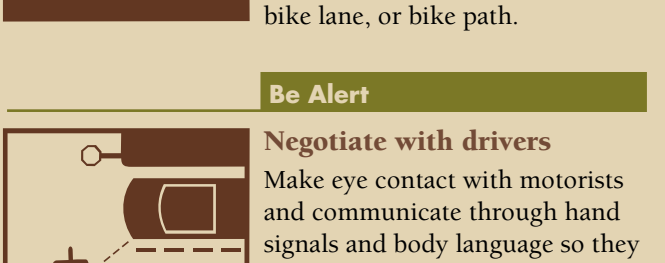 bike lane, or bike path.
Be Alert
Negotiate with drivers
Make eye contact with motorists
and communicate through hand
signals and body language so they